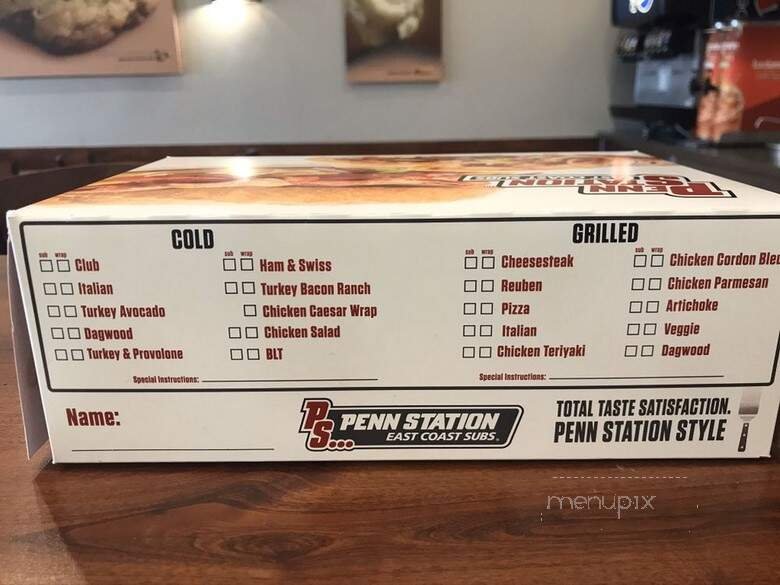 PENN
STATION
COLD
GRILLED
sub wrap
Club
Italian
Turkey Avocado
Dagwood
Turkey & Provolone
sub wrap
Ham & Swiss
Turkey Bacon Ranch
Chicken Caesar Wrap
Chicken Salad
BLT
Special Instructions:
sub wrap
Cheesesteak
Reuben
Pizza
Italian
Chicken Teriyaki
sub wrap
Chicken Cordon Bleu
Chicken Parmesan
Artichoke
Veggie
Dagwood
Special Instructions:
Name:
PS...
PENN STATION
EAST COAST SUBS
TOTAL TASTE SATISFACTION.
PENN STATION STYLE
menupix